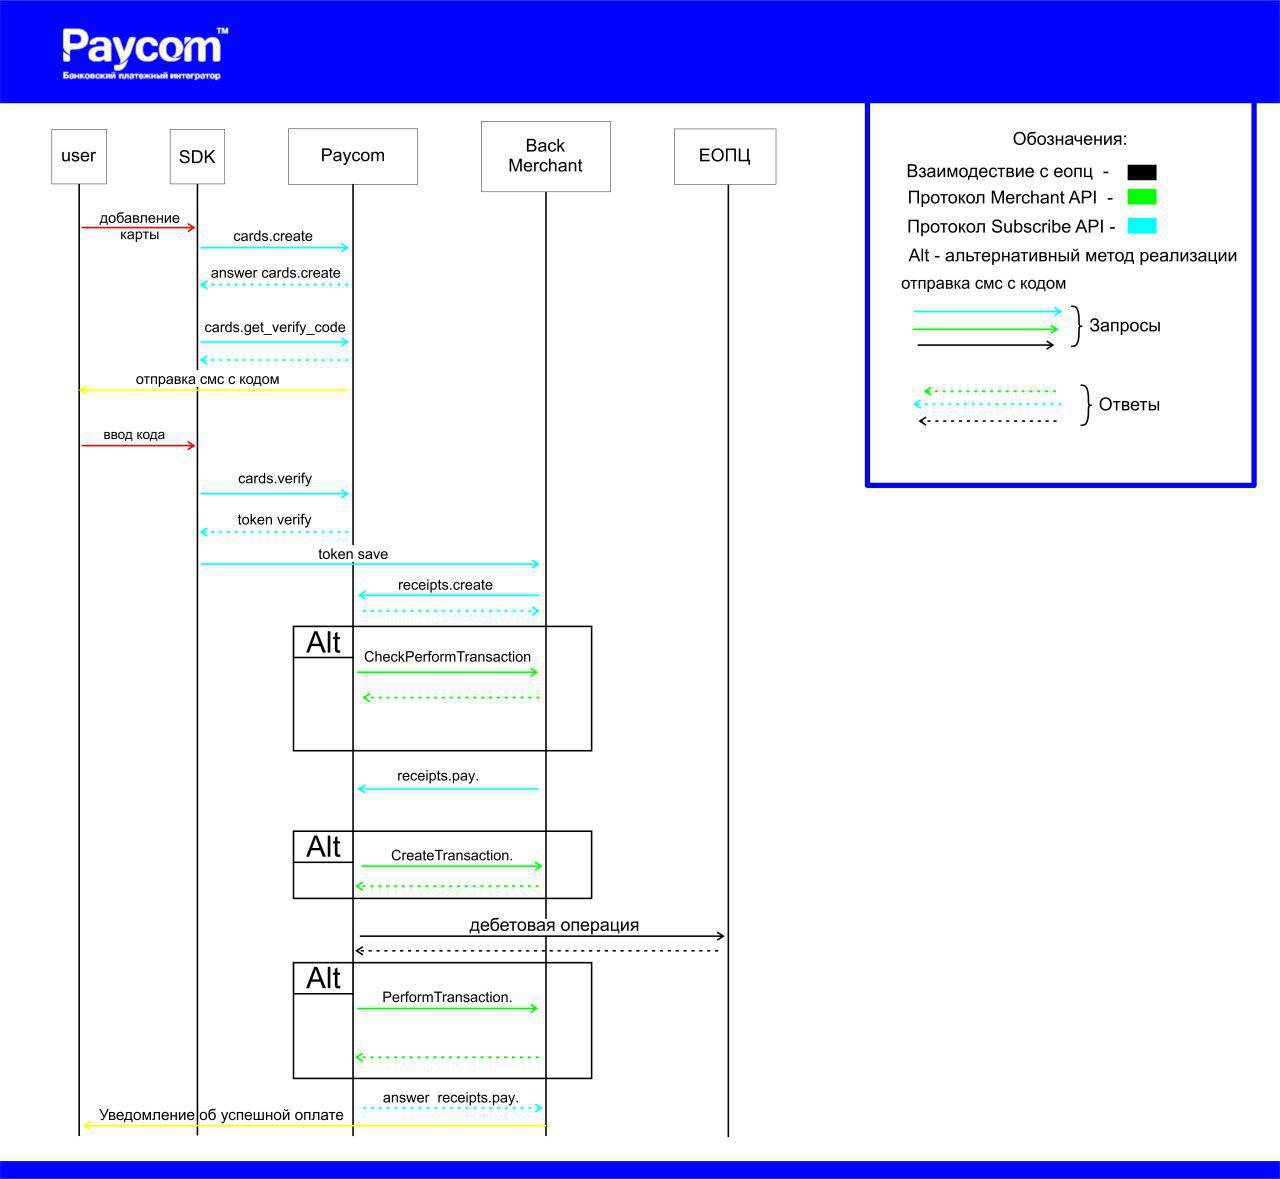 Paycom™
Банковский платежный интегратор
user
SDK
Paycom
Back
Merchant
ЕОПЦ
Обозначения:
Взаимодествие с еопц -
Протокол Merchant API -
Протокол Subscribe API -
Alt - альтернативный метод реализации
отправка смс с кодом
Запросы
Ответы
добавление
карты
cards.create
answer cards.create
cards.get_verify_code
отправка смс с кодом
ввод кода
cards.verify
token verify
token save
receipts.create
Alt
CheckPerformTransaction
receipts.pay.
Alt
CreateTransaction.
дебетовая операция
Alt
PerformTransaction.
answer receipts.pay.
Уведомление об успешной оплате